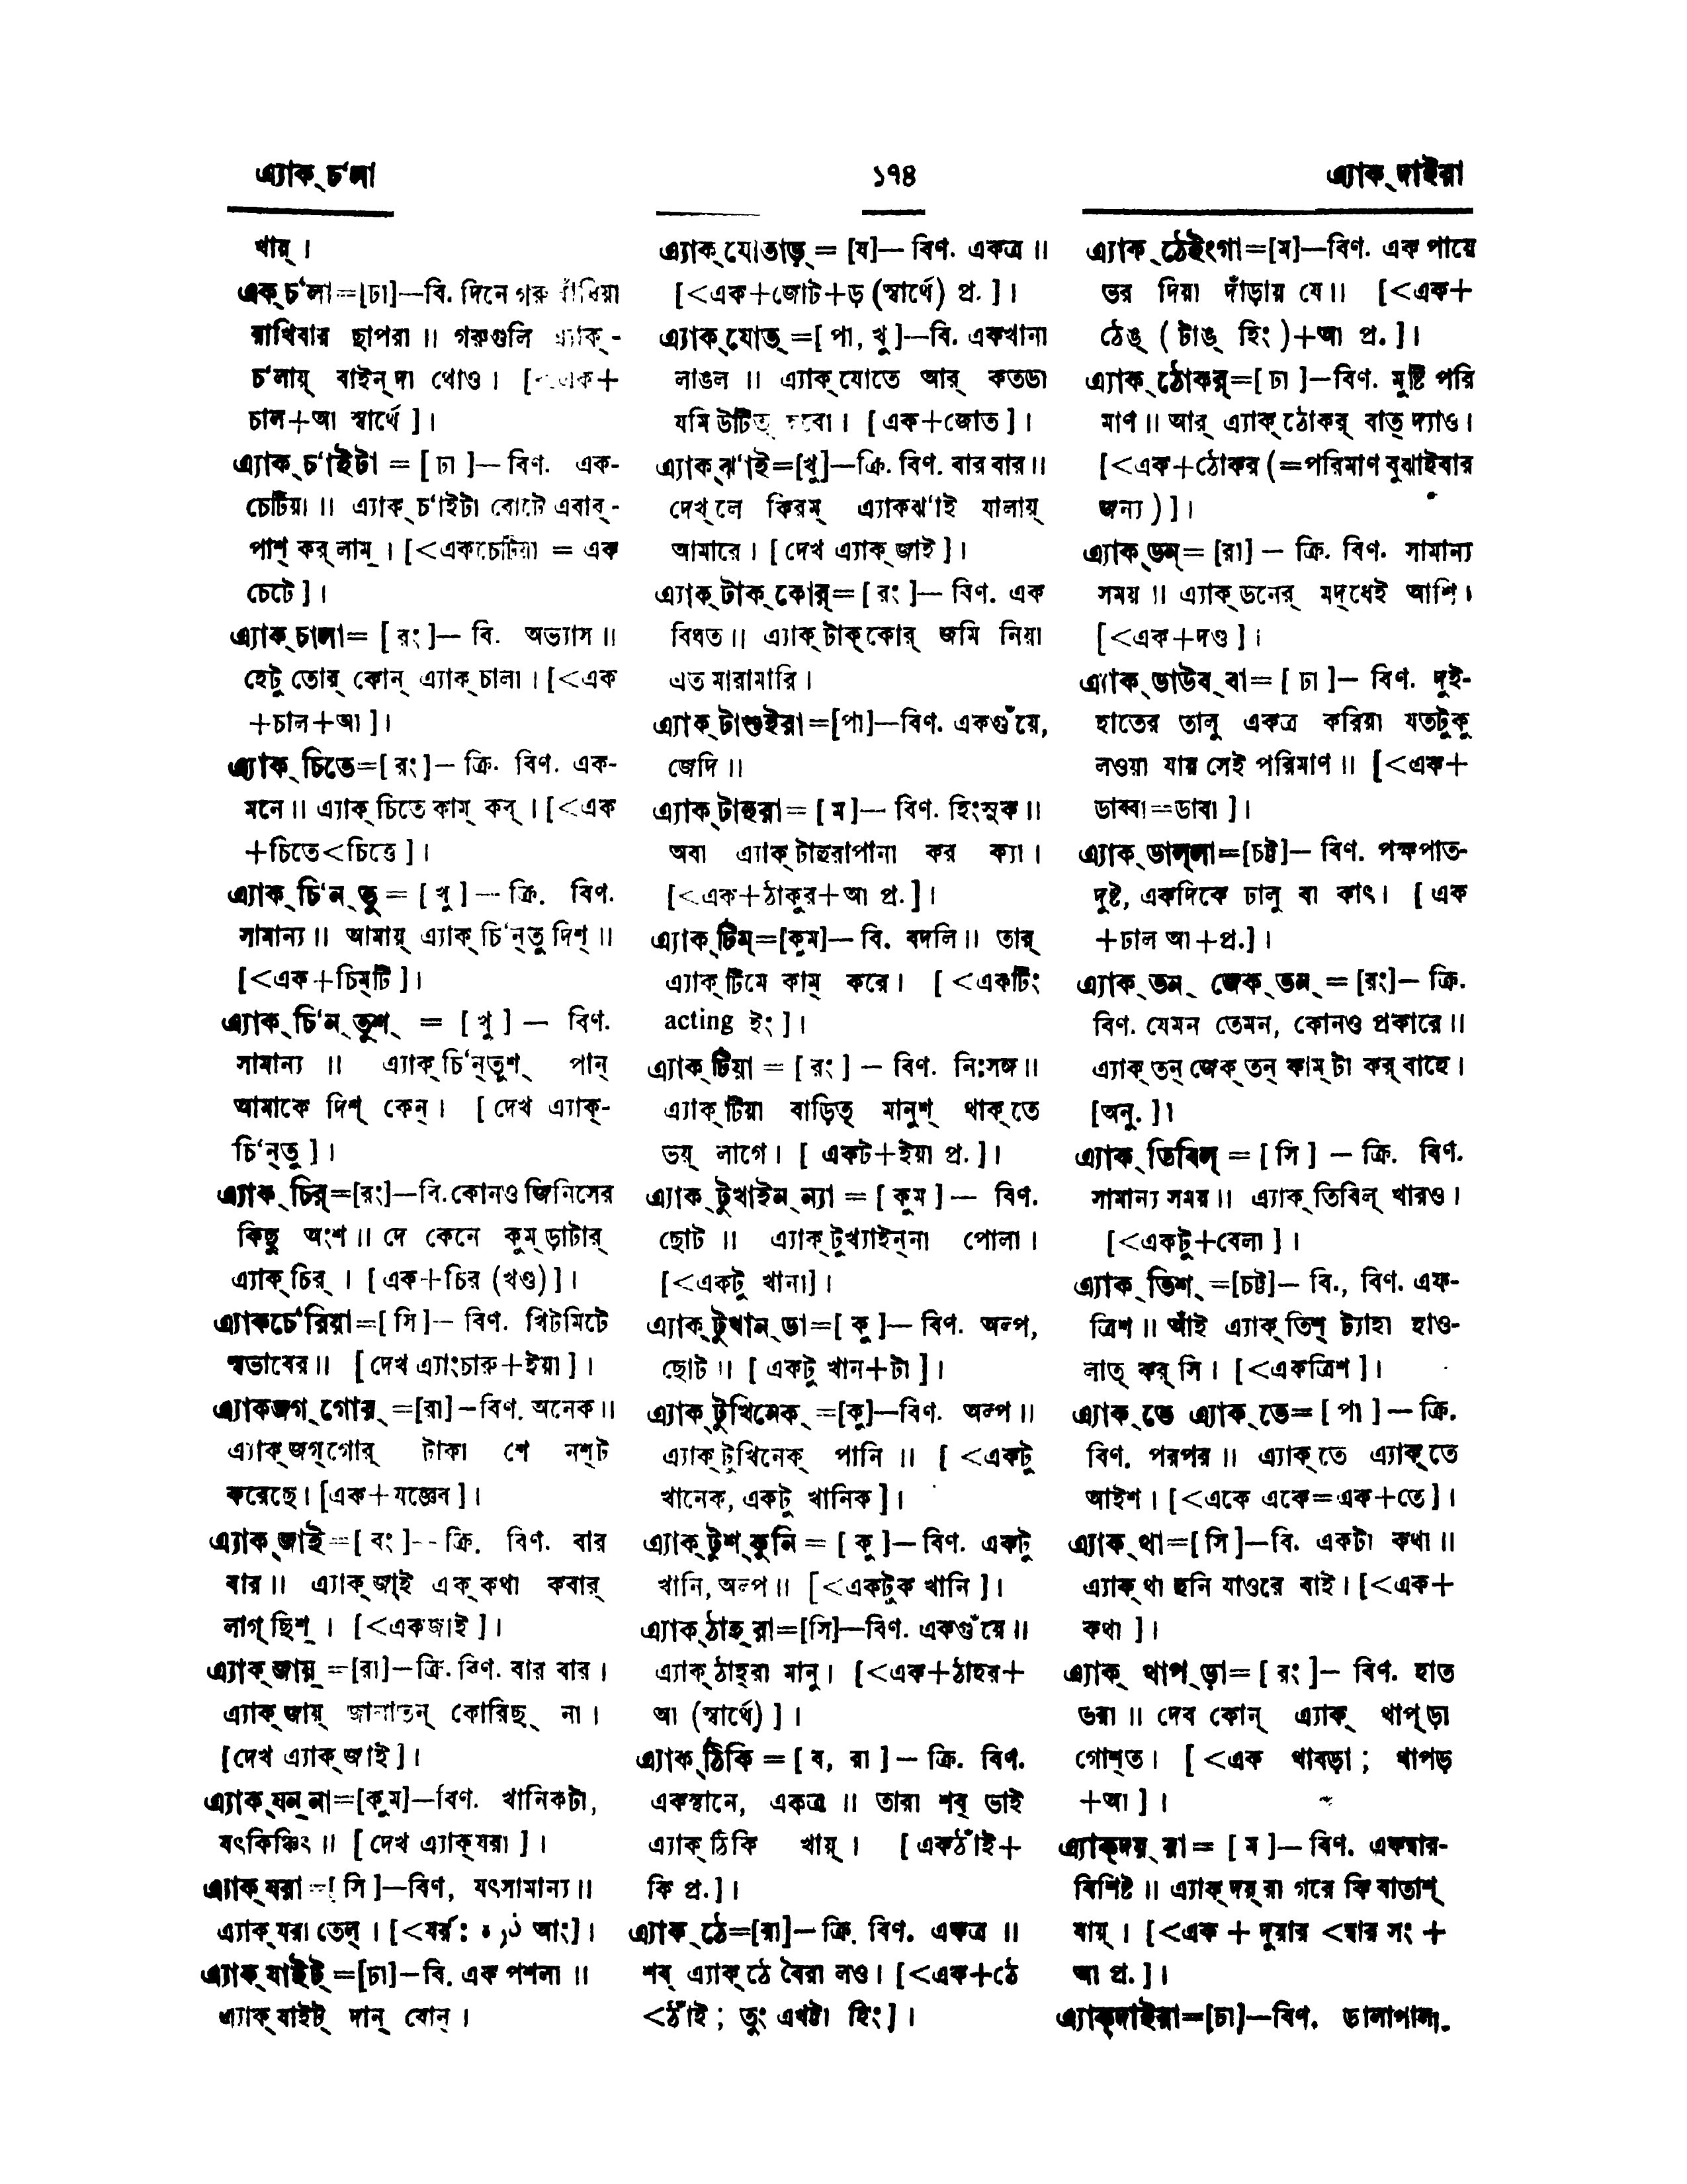 এ্যাক্ চ'লা
১৭৪
এ্যাক্ দাইরা
খায়্ ।
এক্ চ'লা=[ঢা]—বি. দিনে গরু বাঁধিয়া
রাখিবার ছাপরা ॥ গরুগুলি এ্যাক্-
চ'লায়্ বাইন্ দা থোও । [<এক+
চাল+আ স্বার্থে ] ।
এ্যাক্ চ'াইটা = [ ঢা ]— বিণ. এক-
চেটিয়া ॥ এ্যাক্ চ'াইটা বোটে এবার্-
পাশ্ কর্ লাম্ । [<একচেটিয়া = এক
চেটে ] ।
এ্যাক্ চালা= [ রং ]— বি. অভ্যাস ॥
হেটু তোর্ কোন্ এ্যাক্ চালা । [<এক
+চাল+আ ] ।
এ্যাক্ চিতে=[ রং ]— ক্রি. বিণ. এক-
মনে ॥ এ্যাক্ চিতে কাম্ কর্ । [<এক
+চিতে<চিত্তে ] ।
এ্যাক্ চি'ন্ তু = [ খু ] — ক্রি. বিণ.
সামান্য ॥ আমায়্ এ্যাক্ চি'ন্তু দিশ্ ॥
[<এক+চিম্টি ] ।
এ্যাক্ চি'ন্ তুশ্ = [ খু ] — বিণ.
সামান্য ॥ এ্যাক্ চি'ন্তুশ্ পান্
আমাকে দিশ্ কেন্ । [ দেখ এ্যাক্-
চি'ন্তু ] ।
এ্যাক্ চির্=[রং]—বি. কোনও জিনিসের
কিছু অংশ ॥ দে কেনে কুম্ ড়াটার্
এ্যাক্ চির্ । [ এক+চির (খণ্ড) ] ।
এ্যাকচে'রিয়া=[ সি ]— বিণ. খিটমিটে
স্বভাবের ॥ [ দেখ এ্যাংচারু+ইয়া ] ।
এ্যাকজগ্ গোর্ =[রা]—বিণ. অনেক ॥
এ্যাক্ জগ্ গোর্ টাকা শে নশ্ট
করেছে । [এক+যজ্ঞের ] ।
এ্যাক্ জাই=[ রং ]-- ক্রি. বিণ. বার
বার ॥ এ্যাক্ জাই এক্ কথা কবার্
লাগ্ ছিশ্ । [<একজাই ] ।
এ্যাক্ জায়্ =[রা]—ক্রি. বিণ. বার বার ।
এ্যাক্ জায়্ জালাতন্ কোরিছ্ না ।
[দেখ এ্যাক্ জাই ] ।
এ্যাক্ যন্ না=[কুম]—বিণ. খানিকটা,
যৎকিঞ্চিৎ ॥ [ দেখ এ্যাক্ যরা ] ।
এ্যাক্ যরা=[ সি ]—বিণ, যৎসামান্য ॥
এ্যাক্ যরা তেল্ । [<যর্র: আং] ।
এ্যাক্ যাইট্ =[ঢা]—বি. এক পশলা ॥
এ্যাক্ যাইট্ দান্ বোন্ ।
এ্যাক্ যোতাড়্ = [য]— বিণ. একত্র ॥
[<এক+জোট+ড় (স্বার্থে) প্র. ] ।
এ্যাক্ যোত্ =[ পা, খু ]—বি. একখানা
লাঙল ॥ এ্যাক্ যোতে আর্ কতডা
যমি উটিত্ হবো । [ এক+জোত ] ।
এ্যাক্ ঝ'াই=[খু]—ক্রি. বিণ. বার বার ॥
দেখ্ লে কিরম্ এ্যাকঝ'াই যালায়্
আমারে । [ দেখ এ্যাক্ জাই ] ।
এ্যাক্ টাক্ কোর্= [ রং ]— বিণ. এক
বিঘত ॥ এ্যাক্ টাক্ কোর্ জমি নিয়া
এত মারামারি ।
এ্যাক্ টাগুইরা=[পা]—বিণ. একগুঁয়ে,
জেদি ॥
এ্যাক্ টাহুরা= [ ম ]— বিণ. হিংসুক ॥
অবা এ্যাক্ টাহুরাপানা কর ক্যা ।
[<এক+ঠাকুর+আ প্র. ] ।
এ্যাক্ টিম্=[কুম]— বি. বদলি ॥ তার্
এ্যাক্ টিমে কাম্ করে । [ <একটিং
acting ইং ] ।
এ্যাক্ টিয়া = [ রং ] — বিণ. নিঃসঙ্গ ॥
এ্যাক্ টিয়া বাড়িত্ মানুশ্ থাক্ তে
ভয়্ লাগে । [ একট+ইয়া প্র. ] ।
এ্যাক্ টুখাইন্ ন্যা = [ কুম ] — বিণ.
ছোট ॥ এ্যাক্ টুখ্যাইন্না পোলা ।
[<একটু খানা] ।
এ্যাক্ টুখান্ ডা=[ কু ]— বিণ. অল্প,
ছোট ॥ [ একটু খান+টা ] ।
এ্যাক্ টুখিনেক্ =[কু]—বিণ. অল্প ॥
এ্যাক্ টুখিনেক্ পানি ॥ [ <একটু
খানেক, একটু খানিক ] ।
এ্যাক্ টুশ্ কুনি = [ কু ]— বিণ. একটু
খানি, অল্প ॥ [<একটুক খানি ] ।
এ্যাক্ ঠাহ্ রা=[সি]—বিণ. একগুঁয়ে ॥
এ্যাক্ ঠাহ্রা মানু । [<এক+ঠাহর+
আ (স্বার্থে) ] ।
এ্যাক্ ঠিকি = [ ব, রা ] — ক্রি. বিণ.
একস্থানে, একত্র ॥ তারা শব্ ভাই
এ্যাক্ ঠিকি খায়্ । [ একঠাঁই+
কি প্র. ] ।
এ্যাক্ ঠে=[রা]— ক্রি. বিণ. একত্র ॥
শব্ এ্যাক্ ঠে বৈরা লও । [<এক+ঠে
<ঠাঁই ; তুং এখট্টা হিং ] ।
এ্যাক্ ঠেইংগা=[ম]—বিণ. এক পায়ে
ভর দিয়া দাঁড়ায় যে ॥ [<এক+
ঠেঙ্ ( টাঙ্ হিং )+আ প্র. ] ।
এ্যাক্ ঠোকর্=[ ঢা ]—বিণ. মুষ্টি পরি
মাণ ॥ আর্ এ্যাক্ ঠোকর্ বাত্ দ্যাও ।
[<এক+ঠোকর (=পরিমাণ বুঝাইবার
জন্য ) ] ।
এ্যাক্ ডন্= [রা] — ক্রি. বিণ. সামান্য
সময় ॥ এ্যাক্ ডনের্ মদ্ধেই আশি ।
[<এক+দণ্ড ] ।
এ্যাক্ ডাউব্ বা= [ ঢা ]— বিণ. দুই-
হাতের তালু একত্র করিয়া যতটুকু
লওয়া যায় সেই পরিমাণ ॥ [<এক+
ডাব্বা=ডাবা ] ।
এ্যাক্ ডাল্লা=[চট্ট]— বিণ. পক্ষপাত-
দুষ্ট, একদিকে ঢালু বা কাৎ । [ এক
+ঢাল আ +প্র.] ।
এ্যাক্ তন্ জেক্ তন্ = [রং]— ক্রি.
বিণ. যেমন তেমন, কোনও প্রকারে ॥
এ্যাক্ তন্ জেক্ তন্ কাম্ টা কর্ বাহে ।
[অনু. ] ।
এ্যাক্ তিবিল্ = [ সি ] — ক্রি. বিণ.
সামান্য সময় ॥ এ্যাক্ তিবিল্ থারও ।
[<একটু+বেলা ] ।
এ্যাক্ তিশ্ =[চট্ট]— বি., বিণ. এক-
ত্রিশ ॥ আঁই এ্যাক্ তিশ্ ট্যাহা হাও-
লাত্ কর্ সি । [<একত্রিশ ] ।
এ্যাক্ তে এ্যাক্ তে= [ পা ] — ক্রি.
বিণ. পরপর ॥ এ্যাক্ তে এ্যাক্ তে
আইশ । [<একে একে=এক+তে ] ।
এ্যাক্ থা=[সি ]—বি. একটা কথা ॥
এ্যাক্ থা হুনি যাওরে বাই । [<এক+
কথা ] ।
এ্যাক্ থাপ্ ড়া= [ রং ]— বিণ. হাত
ভরা ॥ দেব কোন্ এ্যাক্ থাপ্ড়া
গোশ্ত । [ <এক থাবড়া ; থাপড়
+আ ] ।
এ্যাক্দয়্ রা= [ ম ]— বিণ. একদ্বার-
বিশিষ্ট ॥ এ্যাক্ দয়্ রা গরে কি বাতাশ্
যায়্ । [<এক + দুয়ার <দ্বার সং +
আ প্র. ] ।
এ্যাক্দাইরা=[ঢা]—বিণ. ডালাপালা.